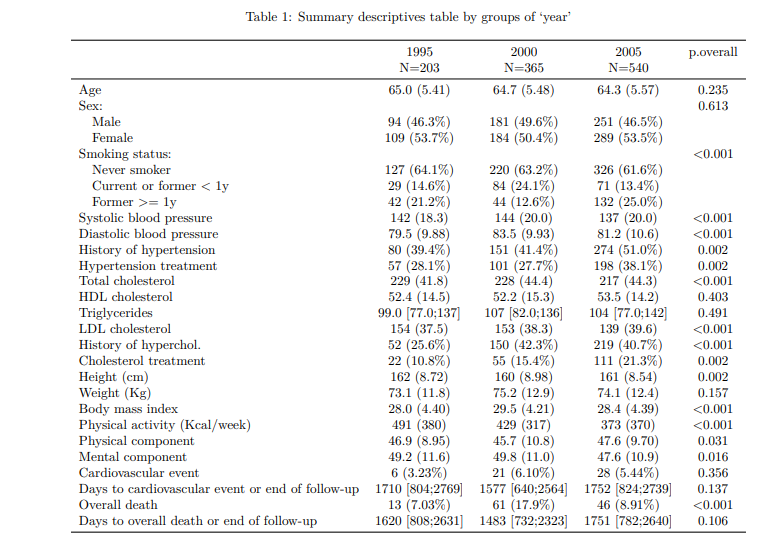 Table 1: Summary descriptives table by groups of ‘year’
1995 2000 2005 p.overall
N=203 N=365 N=540
Age 65.0 (5.41) 64.7 (5.48) 64.3 (5.57) 0.235
Sex: 0.613
Male 94 (46.3%) 181 (49.6%) 251 (46.5%)
Female 109 (53.7%) 184 (50.4%) 289 (53.5%)
Smoking status: <0.001
Never smoker 127 (64.1%) 220 (63.2%) 326 (61.6%)
Current or former < 1y 29 (14.6%) 84 (24.1%) 71 (13.4%)
Former >= 1y 42 (21.2%) 44 (12.6%) 132 (25.0%)
Systolic blood pressure 142 (18.3) 144 (20.0) 137 (20.0) <0.001
Diastolic blood pressure 79.5 (9.88) 83.5 (9.93) 81.2 (10.6) <0.001
History of hypertension 80 (39.4%) 151 (41.4%) 274 (51.0%) 0.002
Hypertension treatment 57 (28.1%) 101 (27.7%) 198 (38.1%) 0.002
Total cholesterol 229 (41.8) 228 (44.4) 217 (44.3) <0.001
HDL cholesterol 52.4 (14.5) 52.2 (15.3) 53.5 (14.2) 0.403
Triglycerides 99.0 [77.0;137] 107 [82.0;136] 104 [77.0;142] 0.491
LDL cholesterol 154 (37.5) 153 (38.3) 139 (39.6) <0.001
History of hyperchol. 52 (25.6%) 150 (42.3%) 219 (40.7%) <0.001
Cholesterol treatment 22 (10.8%) 55 (15.4%) 111 (21.3%) 0.002
Height (cm) 162 (8.72) 160 (8.98) 161 (8.54) 0.002
Weight (Kg) 73.1 (11.8) 75.2 (12.9) 74.1 (12.4) 0.157
Body mass index 28.0 (4.40) 29.5 (4.21) 28.4 (4.39) <0.001
Physical activity (Kcal/week) 491 (380) 429 (317) 373 (370) <0.001
Physical component 46.9 (8.95) 45.7 (10.8) 47.6 (9.70) 0.031
Mental component 49.2 (11.6) 49.8 (11.0) 47.6 (10.9) 0.016
Cardiovascular event 6 (3.23%) 21 (6.10%) 28 (5.44%) 0.356
Days to cardiovascular event or end of follow-up 1710 [804;2769] 1577 [640;2564] 1752 [824;2739] 0.137
Overall death 13 (7.03%) 61 (17.9%) 46 (8.91%) <0.001
Days to overall death or end of follow-up 1620 [808;2631] 1483 [732;2323] 1751 [782;2640] 0.106